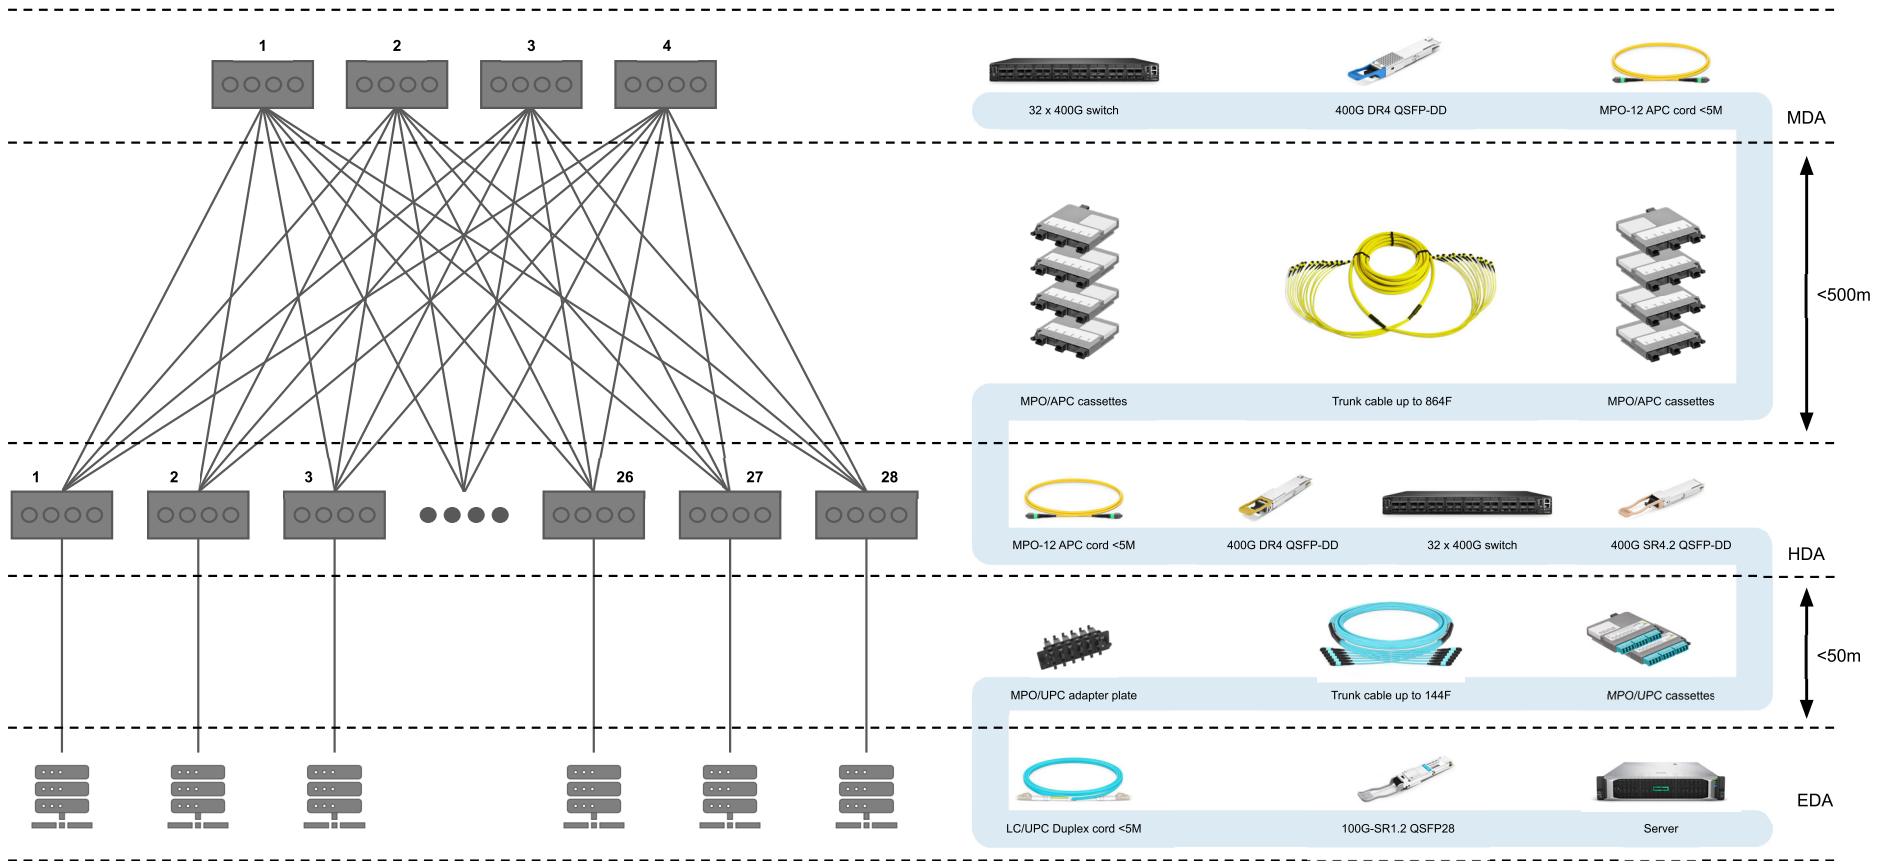 1 2 3 4
32 x 400G switch 400G DR4 QSFP-DD MPO-12 APC cord <5M
MDA
<500m
MPO/APC cassettes Trunk cable up to 864F MPO/APC cassettes
1 2 3 26 27 28
MPO-12 APC cord <5M 400G DR4 QSFP-DD 32 x 400G switch 400G SR4.2 QSFP-DD
HDA
<50m
MPO/UPC adapter plate Trunk cable up to 144F MPO/UPC cassettes
EDA
LC/UPC Duplex cord <5M 100G-SR1.2 QSFP28 Server